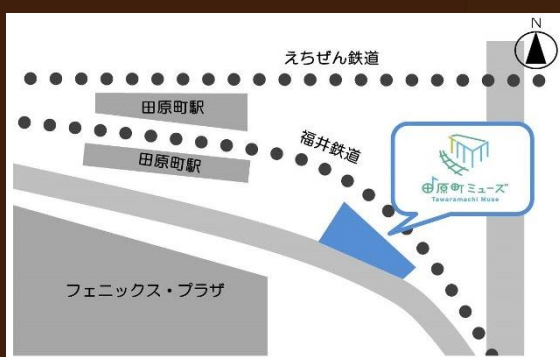 N
えちぜん鉄道
田原町駅
福井鉄道
田原町駅
田原町ミューズ
Tawaramachi Muse
フェニックス・プラザ